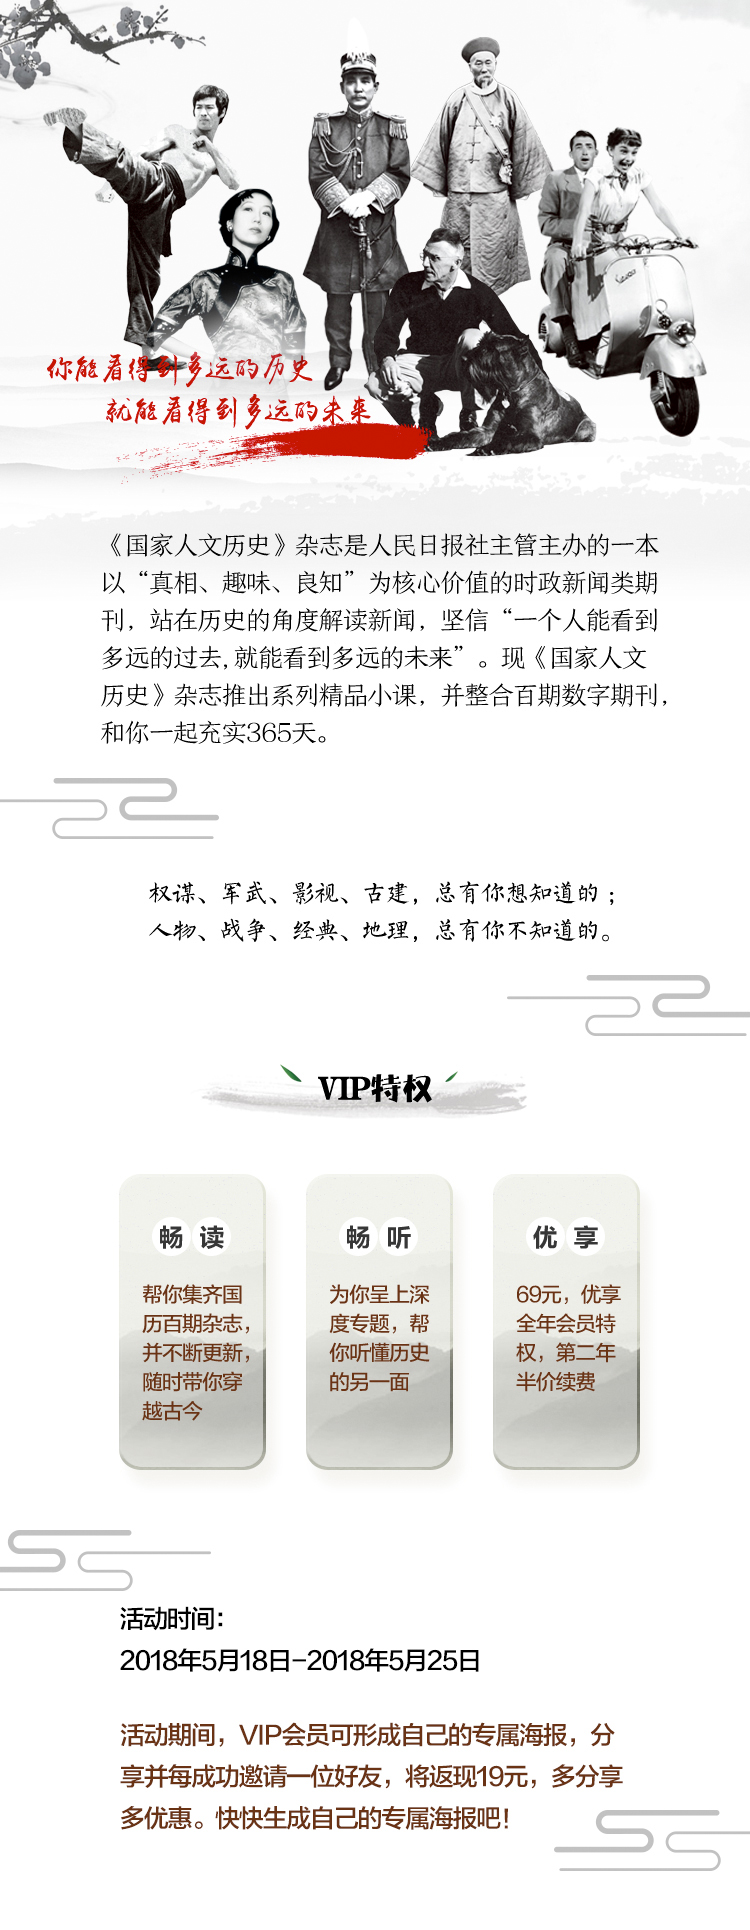 你能看得到多远的历史
就能看得到多远的未来
《国家人文历史》杂志是人民日报社主管主办的一本
以“真相、趣味、良知”为核心价值的时政新闻类期
刊，站在历史的角度解读新闻，坚信“一个人能看到
多远的过去,就能看到多远的未来”。现《国家人文
历史》杂志推出系列精品小课，并整合百期数字期刊，
和你一起充实365天。
权谋、军武、影视、古建，总有你想知道的；
人物、战争、经典、地理，总有你不知道的。
VIP特权
畅读
帮你集齐国
历百期杂志，
并不断更新，
随时带你穿
越古今
畅听
为你呈上深
度专题，帮
你听懂历史
的另一面
优享
69元，优享
全年会员特
权，第二年
半价续费
活动时间：
2018年5月18日-2018年5月25日
活动期间，VIP会员可形成自己的专属海报，分
享并每成功邀请一位好友，将返现19元，多分享
多优惠。快快生成自己的专属海报吧！